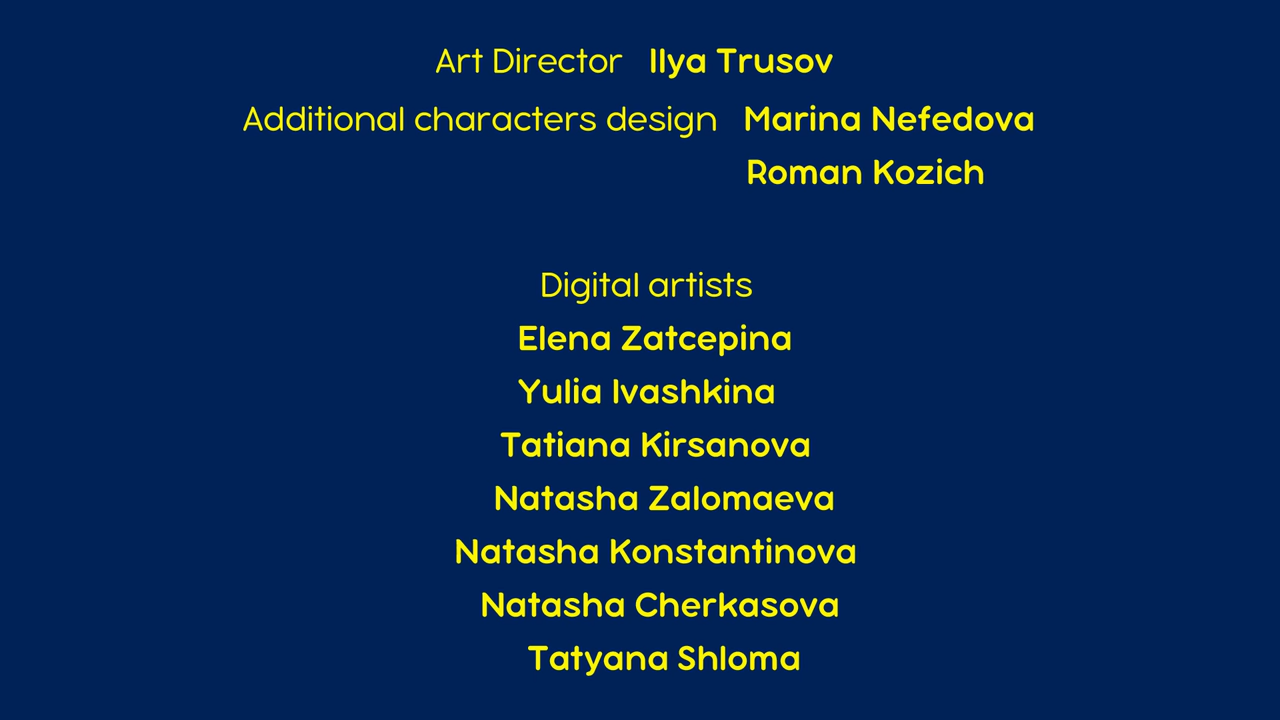 Art Director Ilya Trusov
Additional characters design Marina Nefedova
Roman Kozich
Digital artists
Elena Zatcepina
Yulia Ivashkina
Tatiana Kirsanova
Natasha Zalomaeva
Natasha Konstantinova
Natasha Cherkasova
Tatyana Shloma